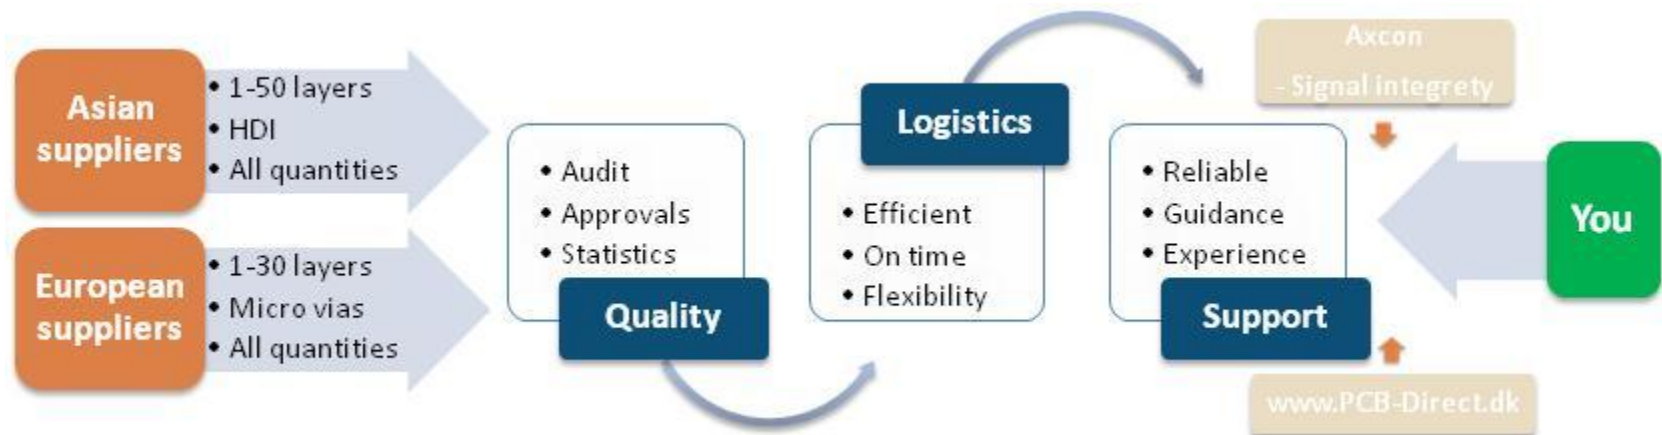 Asian
suppliers
• 1-50 layers
• HDI
• All quantities
European
suppliers
• 1-30 layers
• Micro vias
• All quantities
• Audit
• Approvals
• Statistics
Quality
Logistics
• Efficient
• On time
• Flexibility
• Reliable
• Guidance
• Experience
Support
Axcon
- Signal integrety
www.PCB-Direct.dk
You